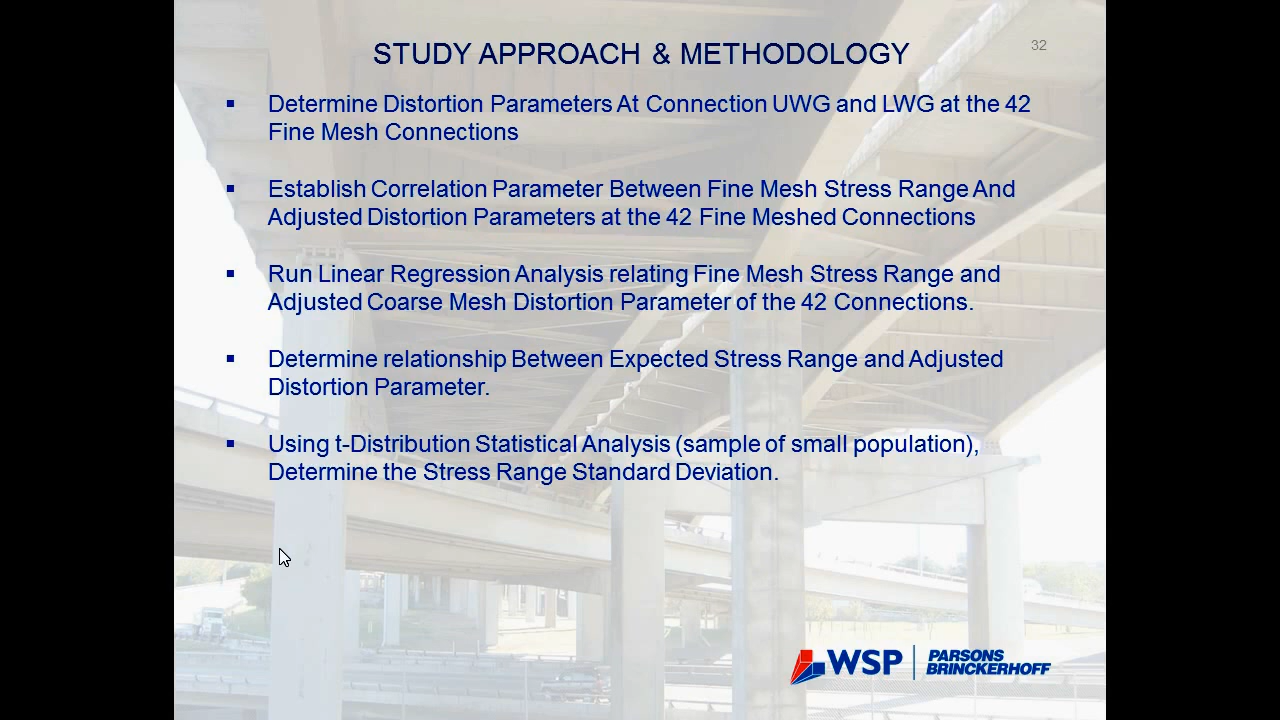 STUDY APPROACH & METHODOLOGY
32
▪ Determine Distortion Parameters At Connection UWG and LWG at the 42
Fine Mesh Connections
▪ Establish Correlation Parameter Between Fine Mesh Stress Range And
Adjusted Distortion Parameters at the 42 Fine Meshed Connections
▪ Run Linear Regression Analysis relating Fine Mesh Stress Range and
Adjusted Coarse Mesh Distortion Parameter of the 42 Connections.
▪ Determine relationship Between Expected Stress Range and Adjusted
Distortion Parameter.
▪ Using t-Distribution Statistical Analysis (sample of small population),
Determine the Stress Range Standard Deviation.
WSP
PARSONS
BRINCKERHOFF